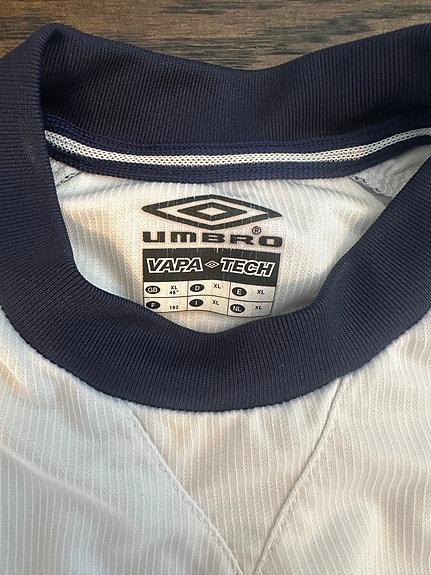 UMBRO®
VAPA TECH
GB XL 46" D XL E XL
F 192 I XL NL XL